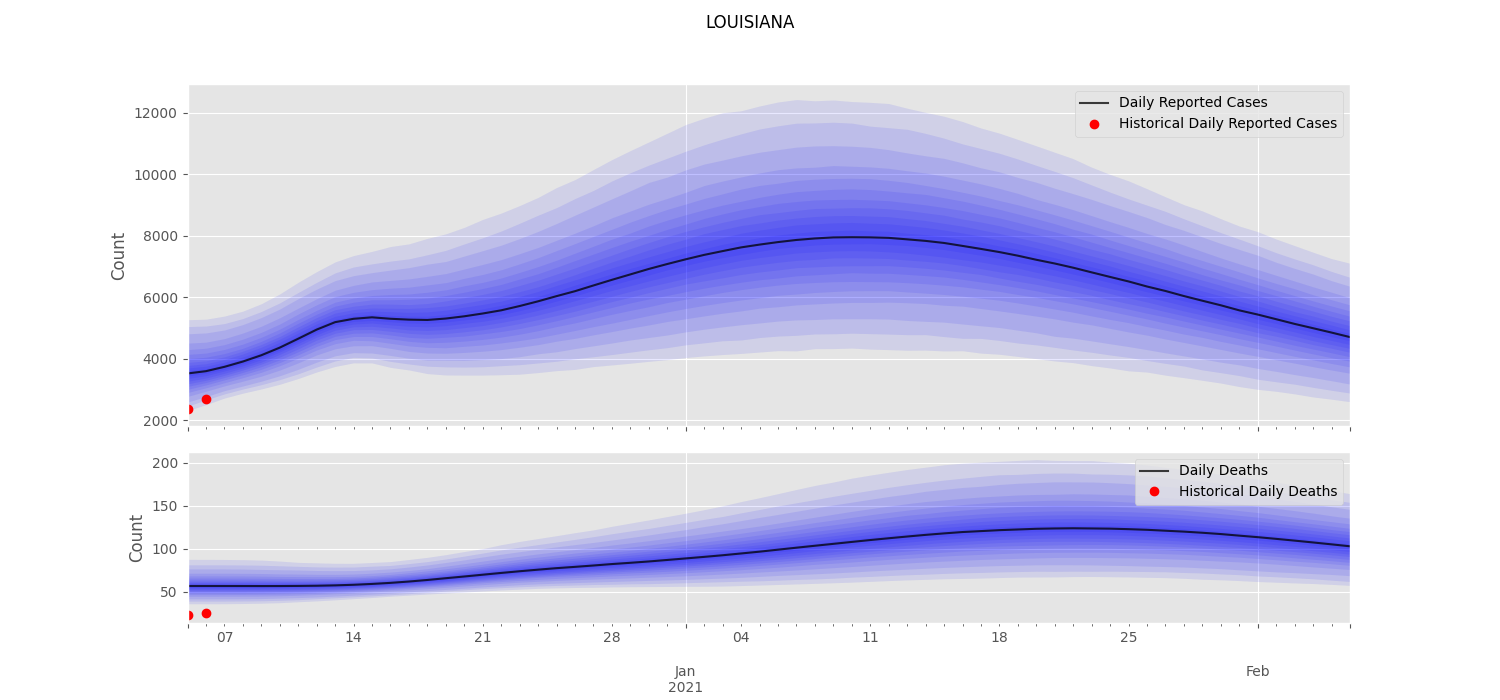 LOUISIANA
12000
10000
8000
6000
4000
2000
Count
Daily Reported Cases
Historical Daily Reported Cases
200
150
100
50
Count
Daily Deaths
Historical Daily Deaths
07 14 21 28 04 11 18 25
Jan Feb
2021